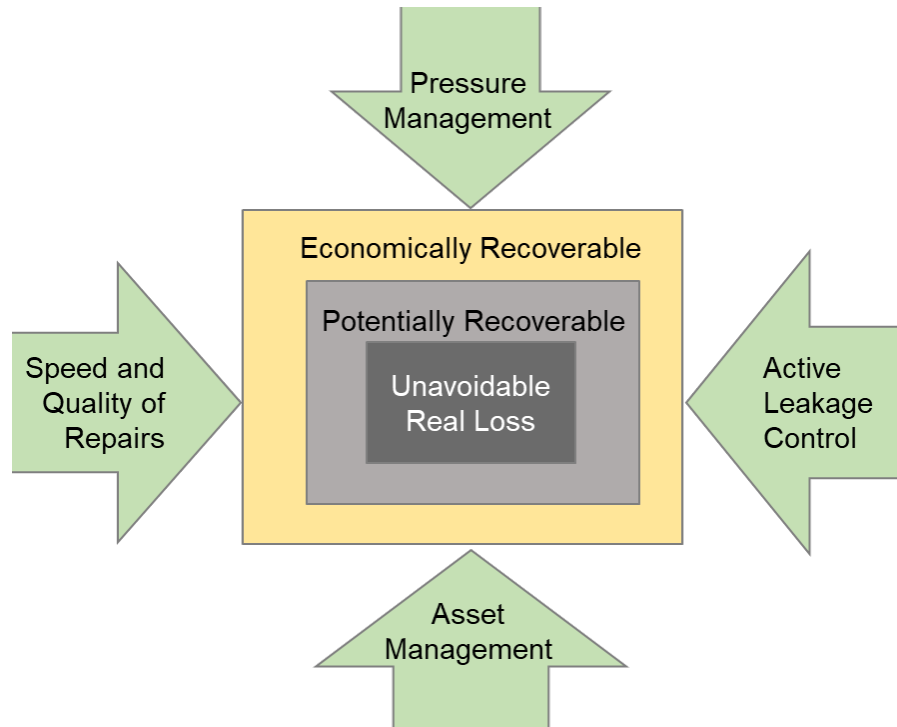 Pressure
Management
Economically Recoverable
Potentially Recoverable
Unavoidable
Real Loss
Speed and
Quality of
Repairs
Active
Leakage
Control
Asset
Management